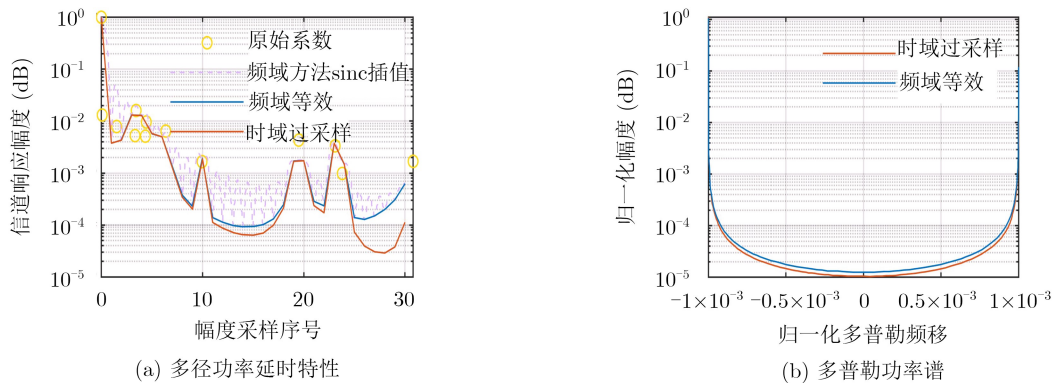 10⁰
10⁻¹
10⁻²
10⁻³
10⁻⁴
10⁻⁵
信道响应幅度 (dB)
原始系数
频域方法sinc插值
频域等效
时域过采样
0 10 20 30
幅度采样序号
(a) 多径功率延时特性
10⁰
10⁻¹
10⁻²
10⁻³
10⁻⁴
10⁻⁵
归一化幅度 (dB)
时域过采样
频域等效
−1×10⁻³ −0.5×10⁻³ 0 0.5×10⁻³ 1×10⁻³
归一化多普勒频移
(b) 多普勒功率谱